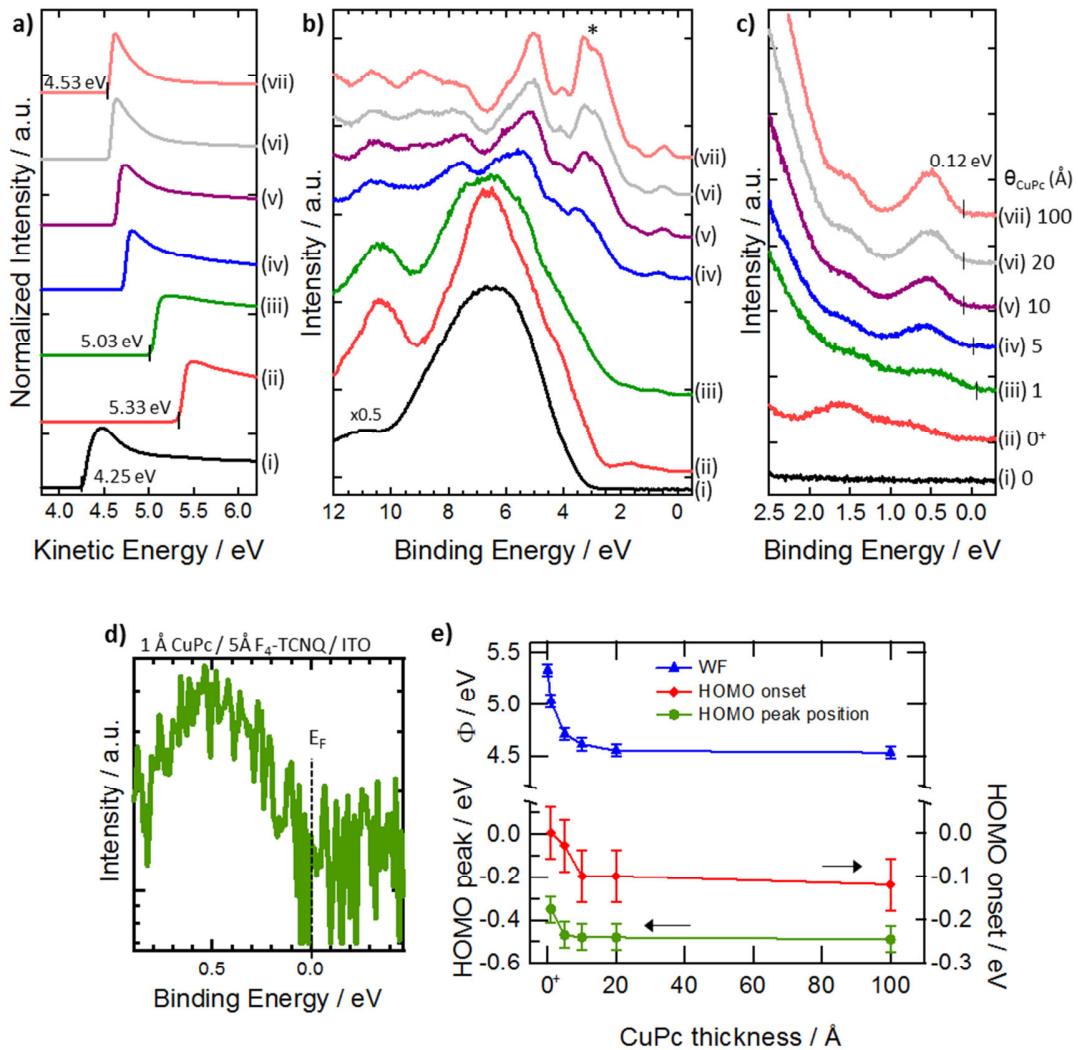 a)
Normalized Intensity / a.u.
4.53 eV
(vii)
(vi)
(v)
(iv)
5.03 eV
(iii)
5.33 eV
(ii)
4.25 eV
(i)
4.0 4.5 5.0 5.5 6.0
Kinetic Energy / eV
b)
*
Intensity / a.u.
(vii)
(vi)
(v)
(iv)
(iii)
x0.5
(ii)
(i)
12 10 8 6 4 2 0
Binding Energy / eV
c)
Intensity / a.u.
0.12 eV
θCuPc (Å)
(vii) 100
(vi) 20
(v) 10
(iv) 5
(iii) 1
(ii) 0⁺
(i) 0
2.5 2.0 1.5 1.0 0.5 0.0
Binding Energy / eV
d)
1 Å CuPc / 5Å F₄-TCNQ / ITO
Intensity / a.u.
E_F
0.5 0.0
Binding Energy / eV
e)
WF
HOMO onset
HOMO peak position
Φ / eV
5.5
5.0
4.5
HOMO peak / eV
0.0
-0.2
-0.4
-0.6
HOMO onset / eV
0.0
-0.1
-0.2
-0.3
0⁺ 20 40 60 80 100
CuPc thickness / Å